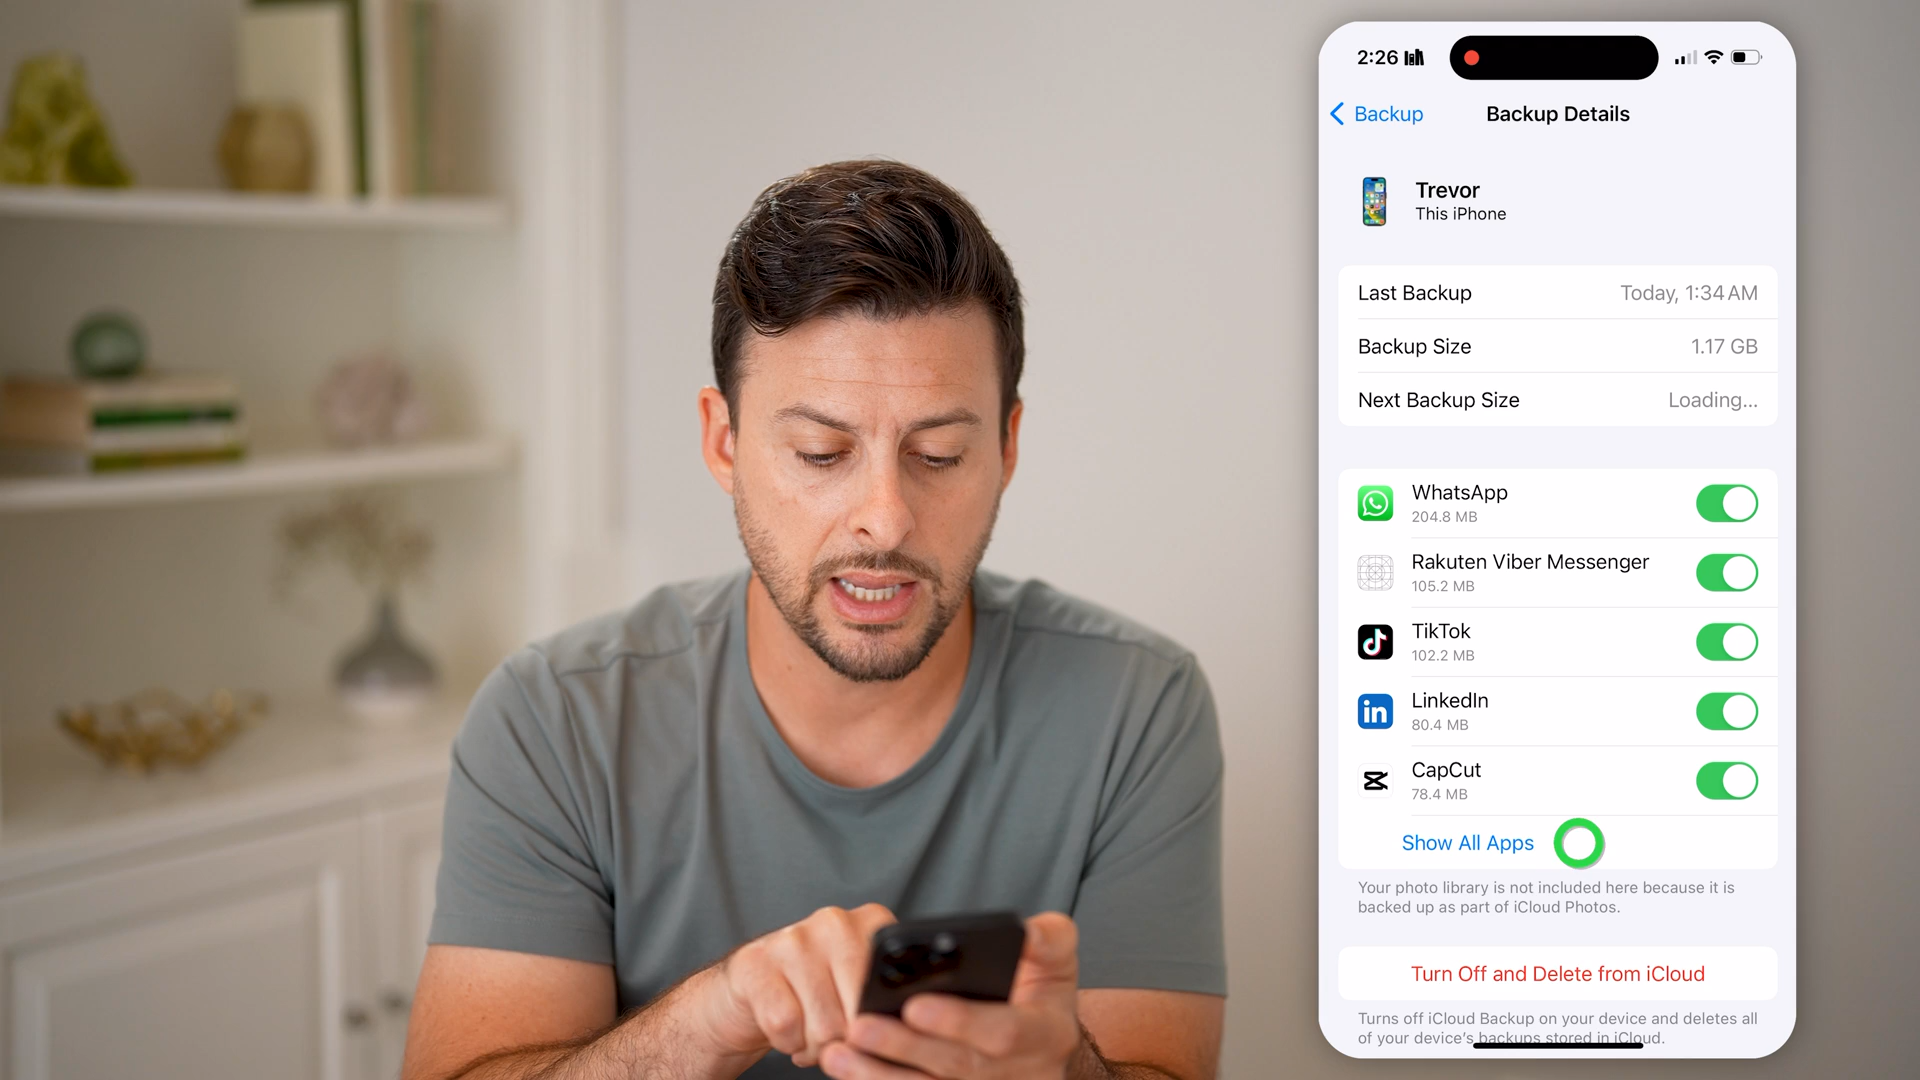 2:26
Backup
Backup Details
Trevor
This iPhone
Last Backup
Today, 1:34 AM
Backup Size
1.17 GB
Next Backup Size
Loading...
WhatsApp
204.8 MB
Rakuten Viber Messenger
105.2 MB
TikTok
102.2 MB
in
LinkedIn
80.4 MB
CapCut
78.4 MB
Show All Apps
Your photo library is not included here because it is
backed up as part of iCloud Photos.
Turn Off and Delete from iCloud
Turns off iCloud Backup on your device and deletes all
of your device's backups stored in iCloud.